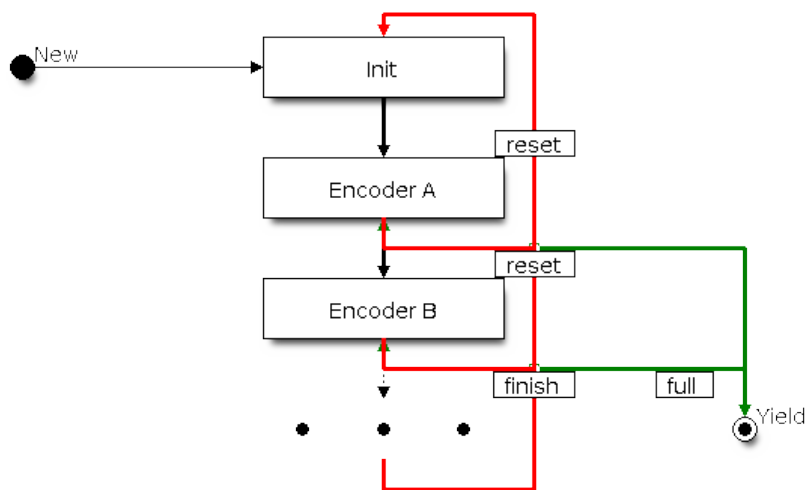 New
Init
reset
Encoder A
reset
Encoder B
finish
full
Yield